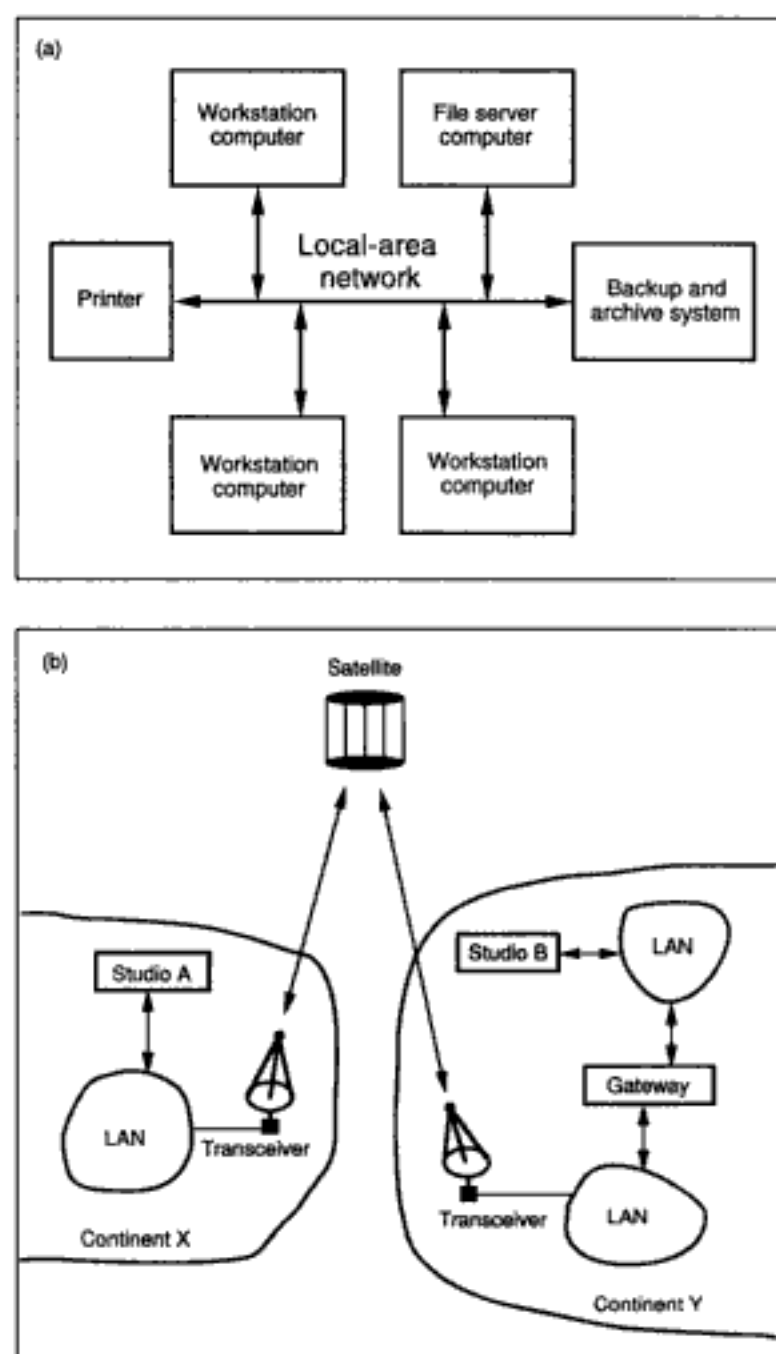 (a)
Workstation
computer
File server
computer
Local-area
network
Printer
Backup and
archive system
Workstation
computer
Workstation
computer
(b)
Satellite
Studio A
Studio B
LAN
Gateway
LAN
Transceiver
Transceiver
LAN
Continent X
Continent Y